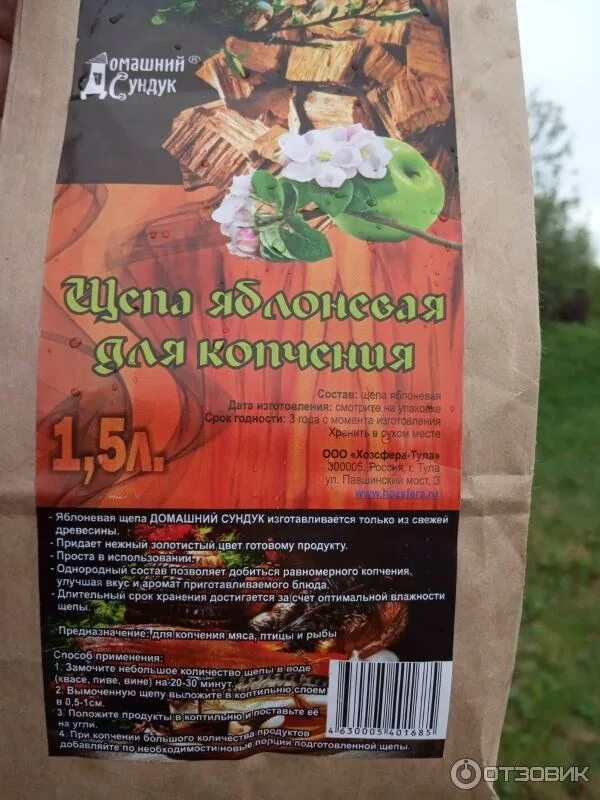 Домашний®
Сундук
Щепа яблоневая
для копчения
1,5л.
Состав: щепа яблоневая
Дата изготовления: смотрите на упаковке
Срок годности: 3 года с момента изготовления
Хранить в сухом месте
ООО «Хозсфера-Тула»
300005, Россия, г. Тула
ул. Павшинский мост, 3
www.hozsfera.ru
- Яблоневая щепа ДОМАШНИЙ СУНДУК изготавливается только из свежей
древесины.
- Придает нежный золотистый цвет готовому продукту.
- Проста в использовании.
- Однородный состав позволяет добиться равномерного копчения,
улучшая вкус и аромат приготавливаемого блюда.
- Длительный срок хранения достигается за счет оптимальной влажности
щепы.
Предназначение: для копчения мяса, птицы и рыбы
Способ применения:
1. Замочите небольшое количество щепы в воде
(квасе, пиве, вине) на 20-30 минут.
2. Вымоченную щепу выложите в коптильню слоем
в 0,5-1см.
3. Положите продукты в коптильню и поставьте её
на угли.
4. При копчении большого количества продуктов
добавляйте по необходимости новые порции подготовленной щепы.
4630005401685
ОТЗОВИК